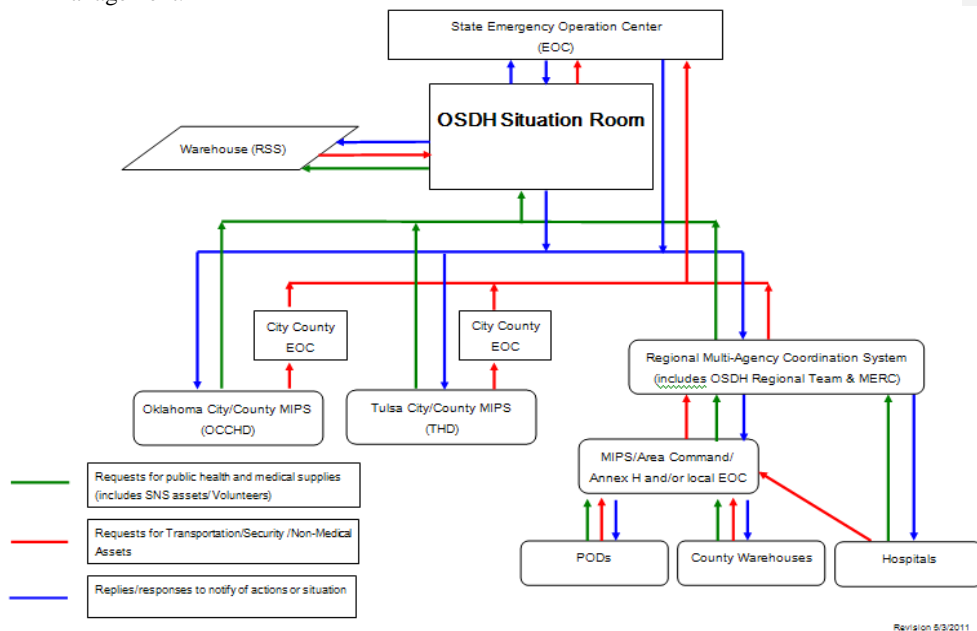 State Emergency Operation Center
(EOC)
OSDH Situation Room
Warehouse (RSS)
City County
EOC
City County
EOC
Regional Multi-Agency Coordination System
(includes OSDH Regional Team & MERC)
Oklahoma City/County MIPS
(OCCHD)
Tulsa City/County MIPS
(THD)
MIPS/Area Command/
Annex H and/or local EOC
Requests for public health and medical supplies
(includes SNS assets/ Volunteers)
Requests for Transportation/Security /Non-Medical
Assets
PODs
County Warehouses
Hospitals
Replies/responses to notify of actions or situation
Revision 5/3/2011